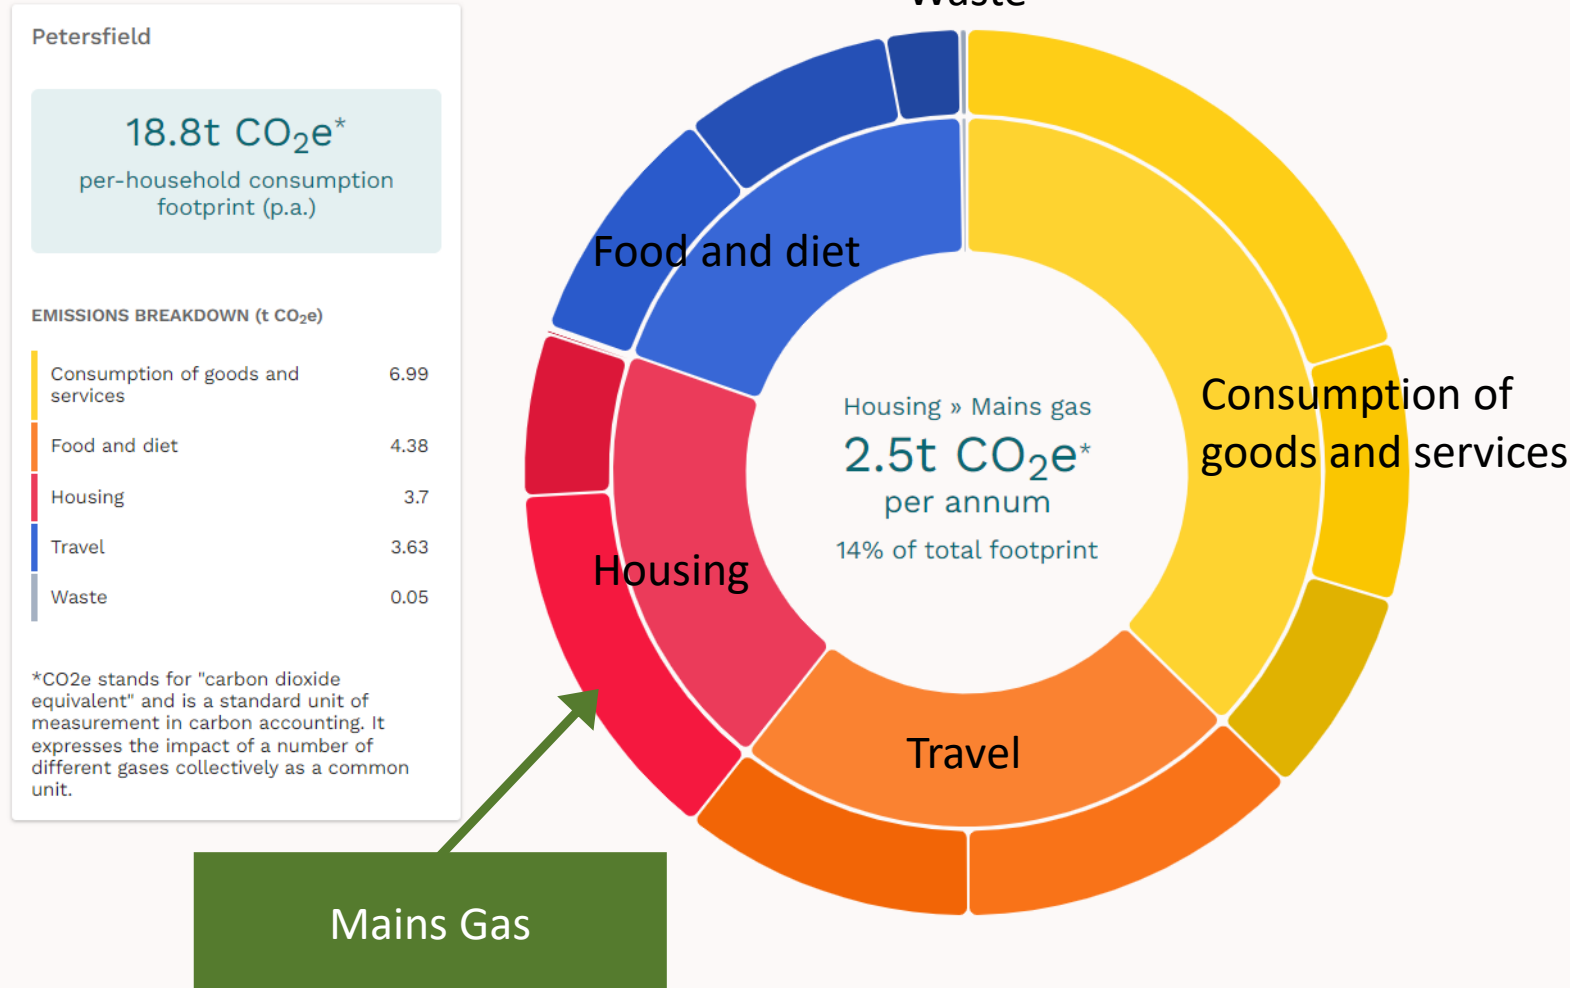 Petersfield
18.8t CO₂e*
per-household consumption
footprint (p.a.)
EMISSIONS BREAKDOWN (t CO₂e)
Consumption of goods and
services
6.99
Food and diet 4.38
Housing 3.7
Travel 3.63
Waste 0.05
*CO2e stands for "carbon dioxide
equivalent" and is a standard unit of
measurement in carbon accounting. It
expresses the impact of a number of
different gases collectively as a common
unit.
Waste
Food and diet
Consumption of
goods and services
Housing » Mains gas
2.5t CO₂e*
per annum
14% of total footprint
Housing
Travel
Mains Gas